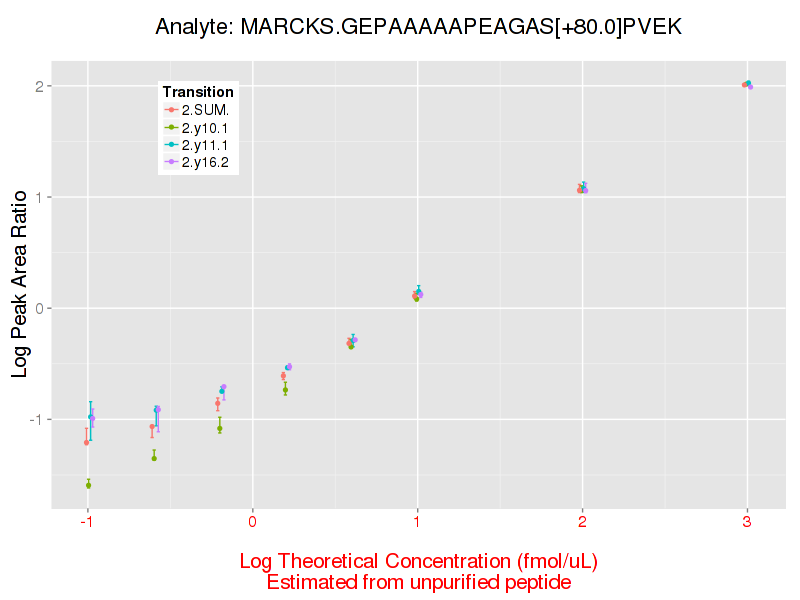 Analyte: MARCKS.GEPAAAAAPEAGAS[+80.0]PVEK
Transition
2.SUM.
2.y10.1
2.y11.1
2.y16.2
Log Peak Area Ratio
2
1
0
-1
-1 0 1 2 3
Log Theoretical Concentration (fmol/uL)
Estimated from unpurified peptide